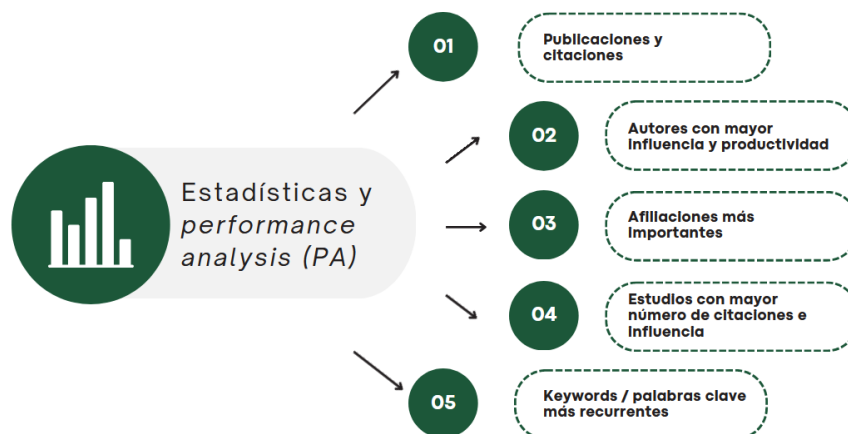 Estadísticas y
performance
analysis (PA)
01
Publicaciones y
citaciones
02
Autores con mayor
influencia y productividad
03
Afiliaciones más
importantes
04
Estudios con mayor
número de citaciones e
influencia
05
Keywords / palabras clave
más recurrentes